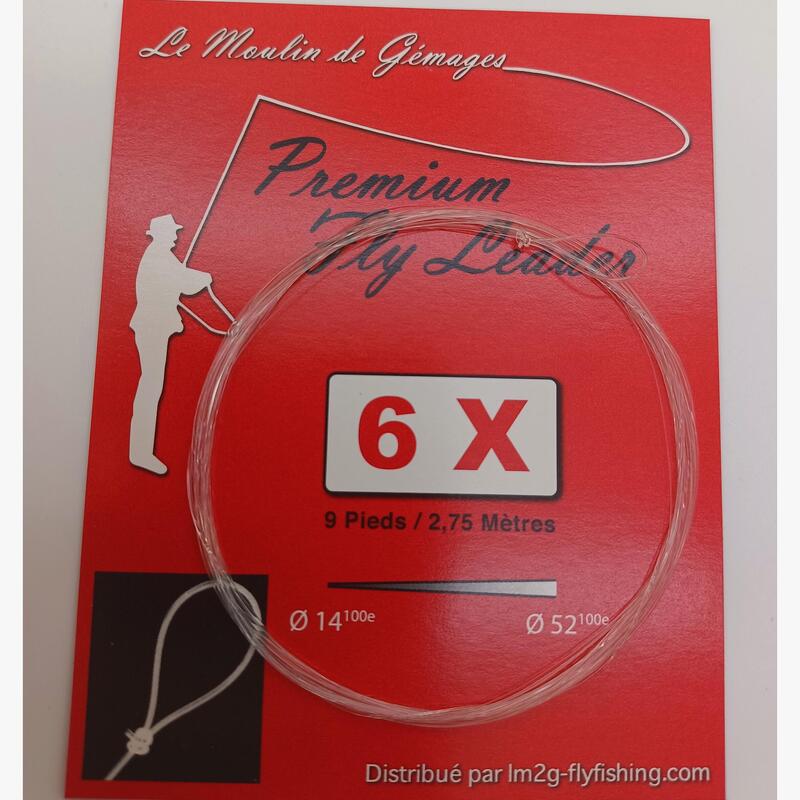 Le Moulin de Gémages
Premium
Fly Leader
6 X
9 Pieds / 2,75 Mètres
Ø 14100e
Ø 52100e
Distribué par lm2g-flyfishing.com